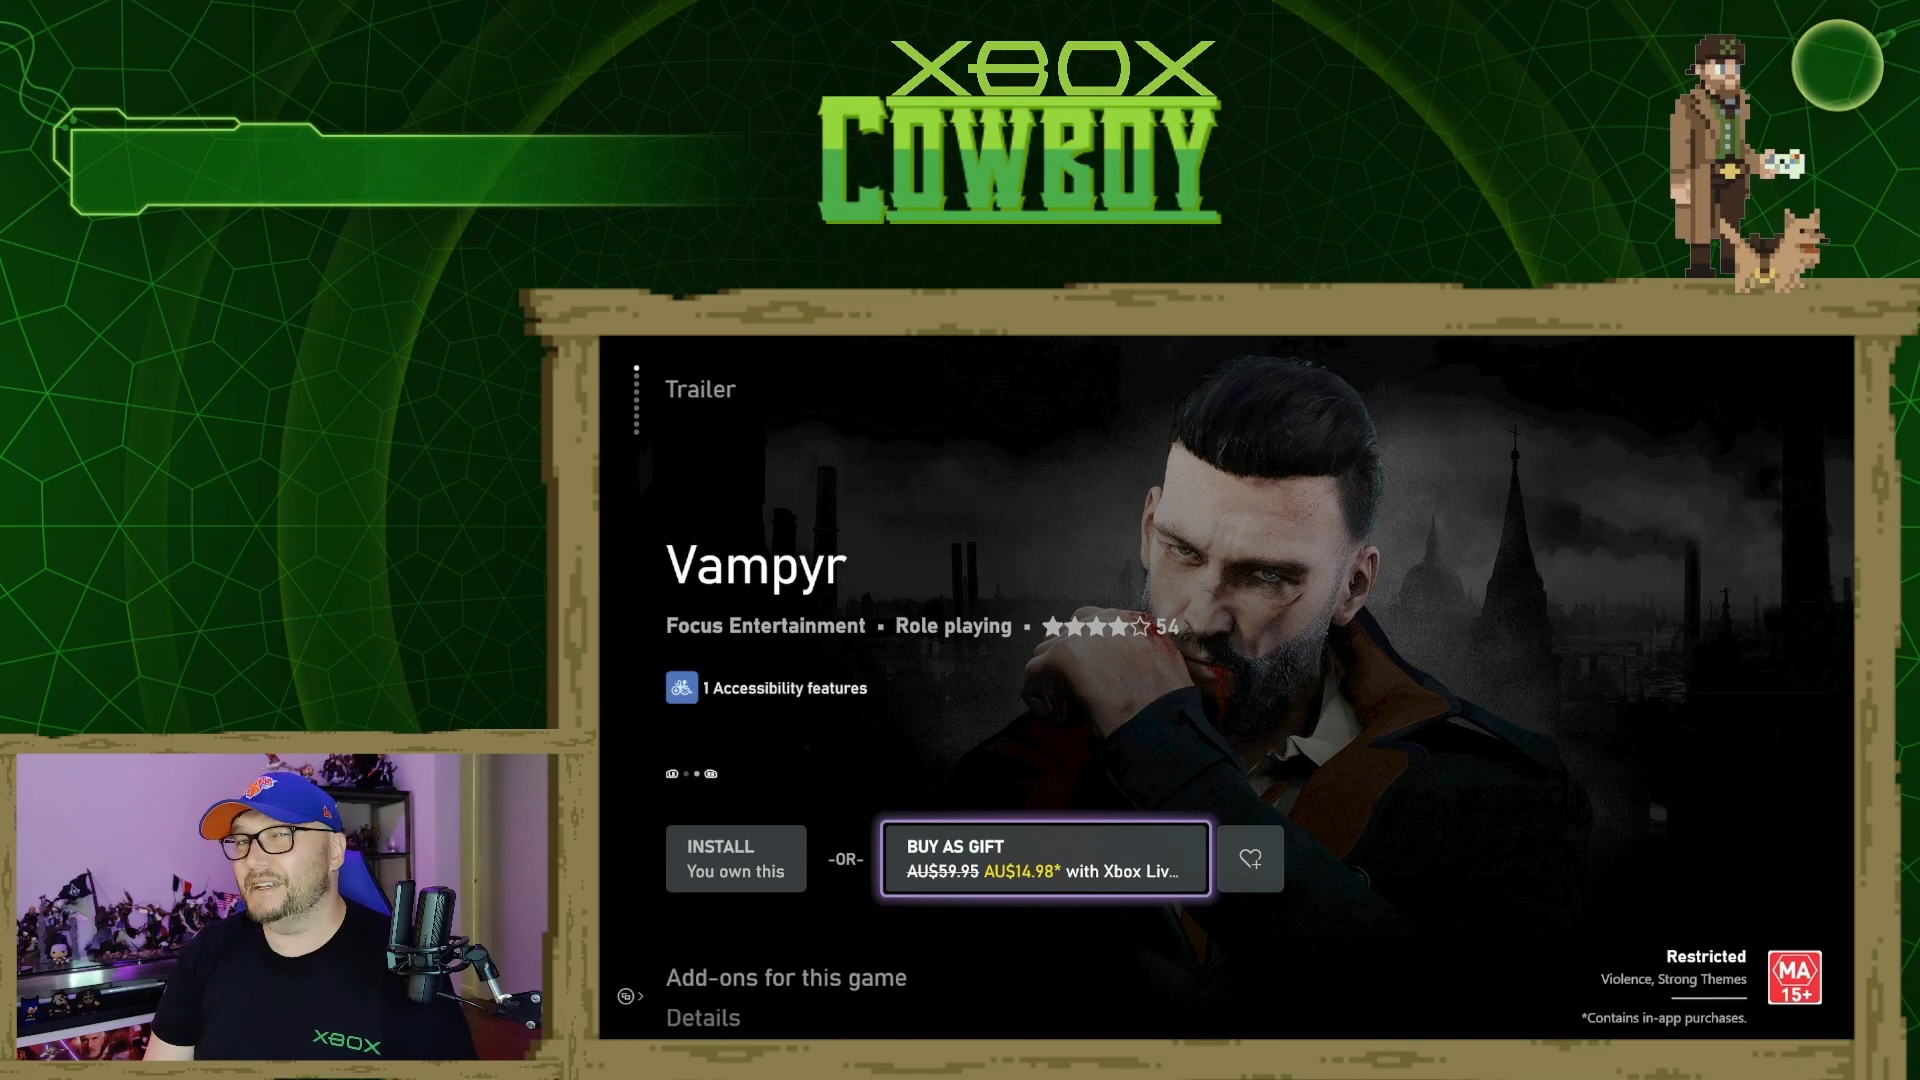 XBOX
COWBOY
Trailer
Vampyr
Focus Entertainment ▪ Role playing ▪ 54
1 Accessibility features
INSTALL
You own this
-OR-
BUY AS GIFT
AU$59.95 AU$14.98* with Xbox Liv...
Add-ons for this game
Details
Restricted
Violence, Strong Themes
*Contains in-app purchases.
MA
15+
XBOX